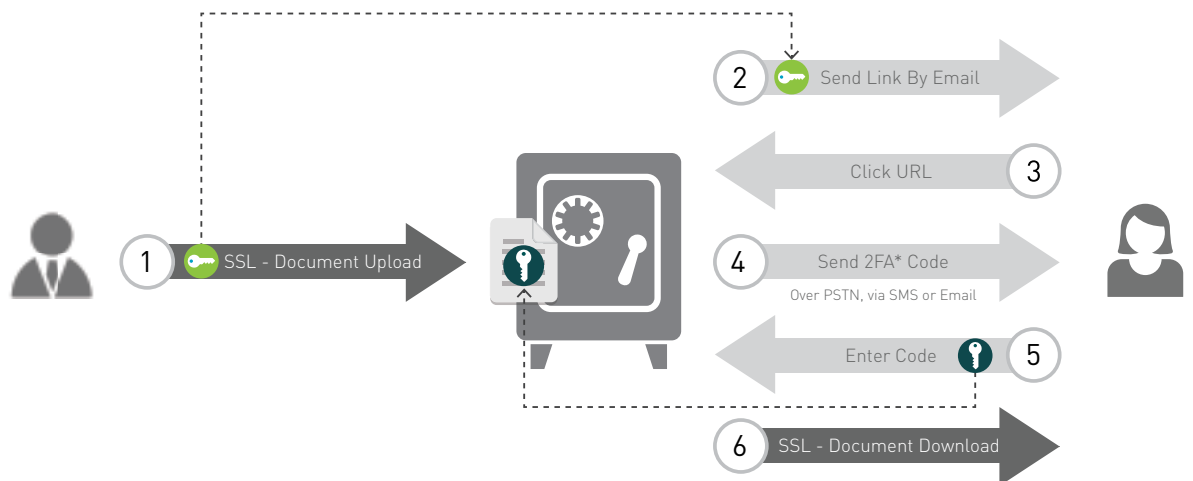 1
SSL - Document Upload
2
Send Link By Email
Click URL
3
4
Send 2FA* Code
Over PSTN, via SMS or Email
Enter Code
5
6
SSL - Document Download